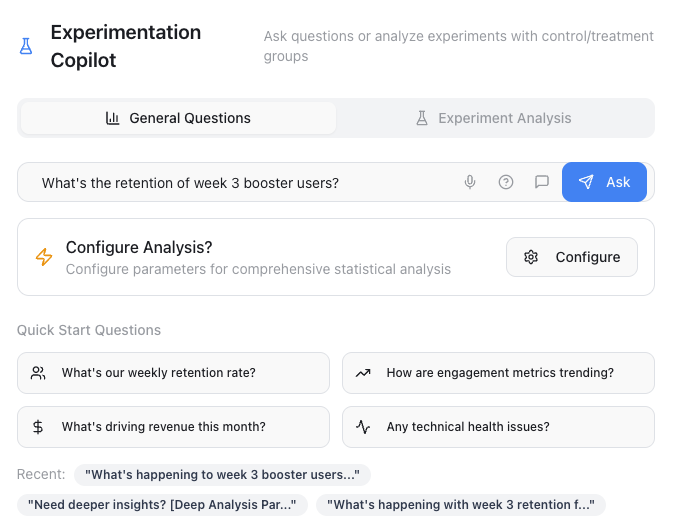 Experimentation
Copilot
Ask questions or analyze experiments with control/treatment
groups
General Questions
Experiment Analysis
What's the retention of week 3 booster users?
Ask
Configure Analysis?
Configure parameters for comprehensive statistical analysis
Configure
Quick Start Questions
What's our weekly retention rate?
How are engagement metrics trending?
What's driving revenue this month?
Any technical health issues?
Recent:
"What's happening to week 3 booster users..."
"Need deeper insights? [Deep Analysis Par..."
"What's happening with week 3 retention f..."